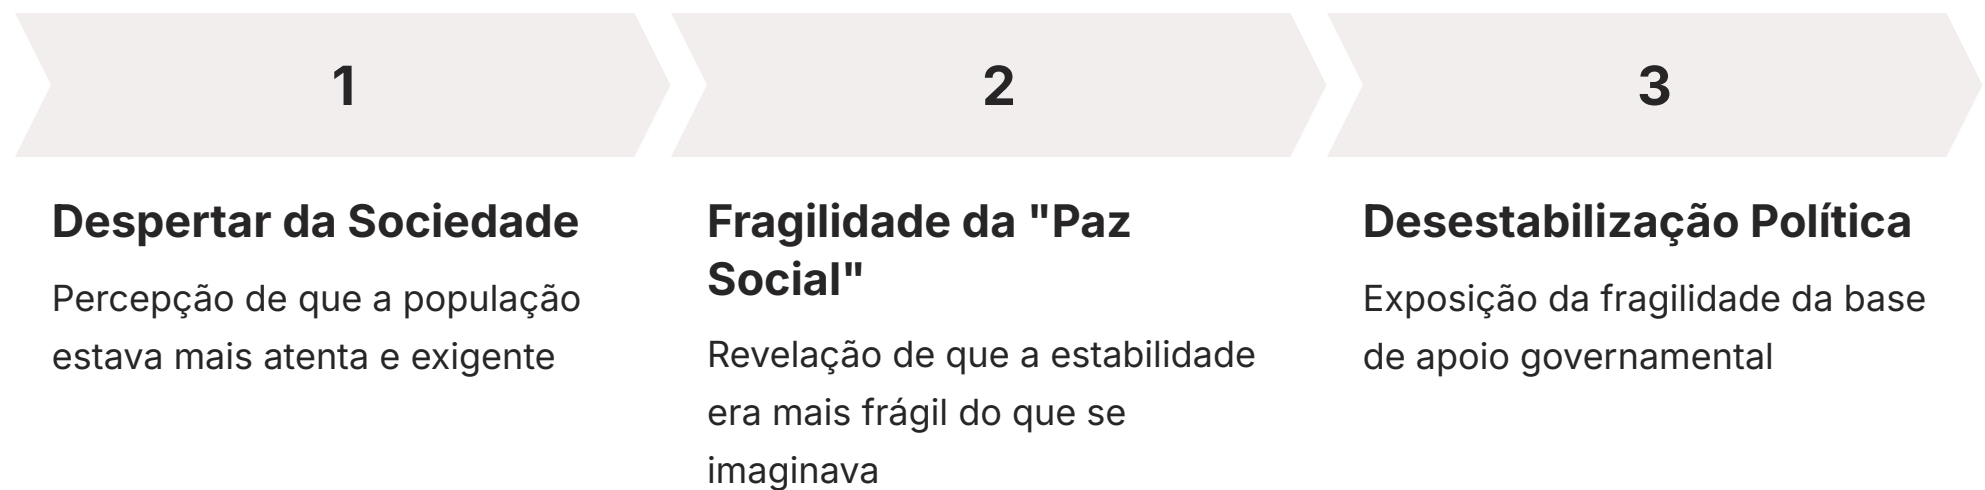 1
Despertar da Sociedade
Percepção de que a população
estava mais atenta e exigente
2
Fragilidade da "Paz
Social"
Revelação de que a estabilidade
era mais frágil do que se
imaginava
3
Desestabilização Política
Exposição da fragilidade da base
de apoio governamental